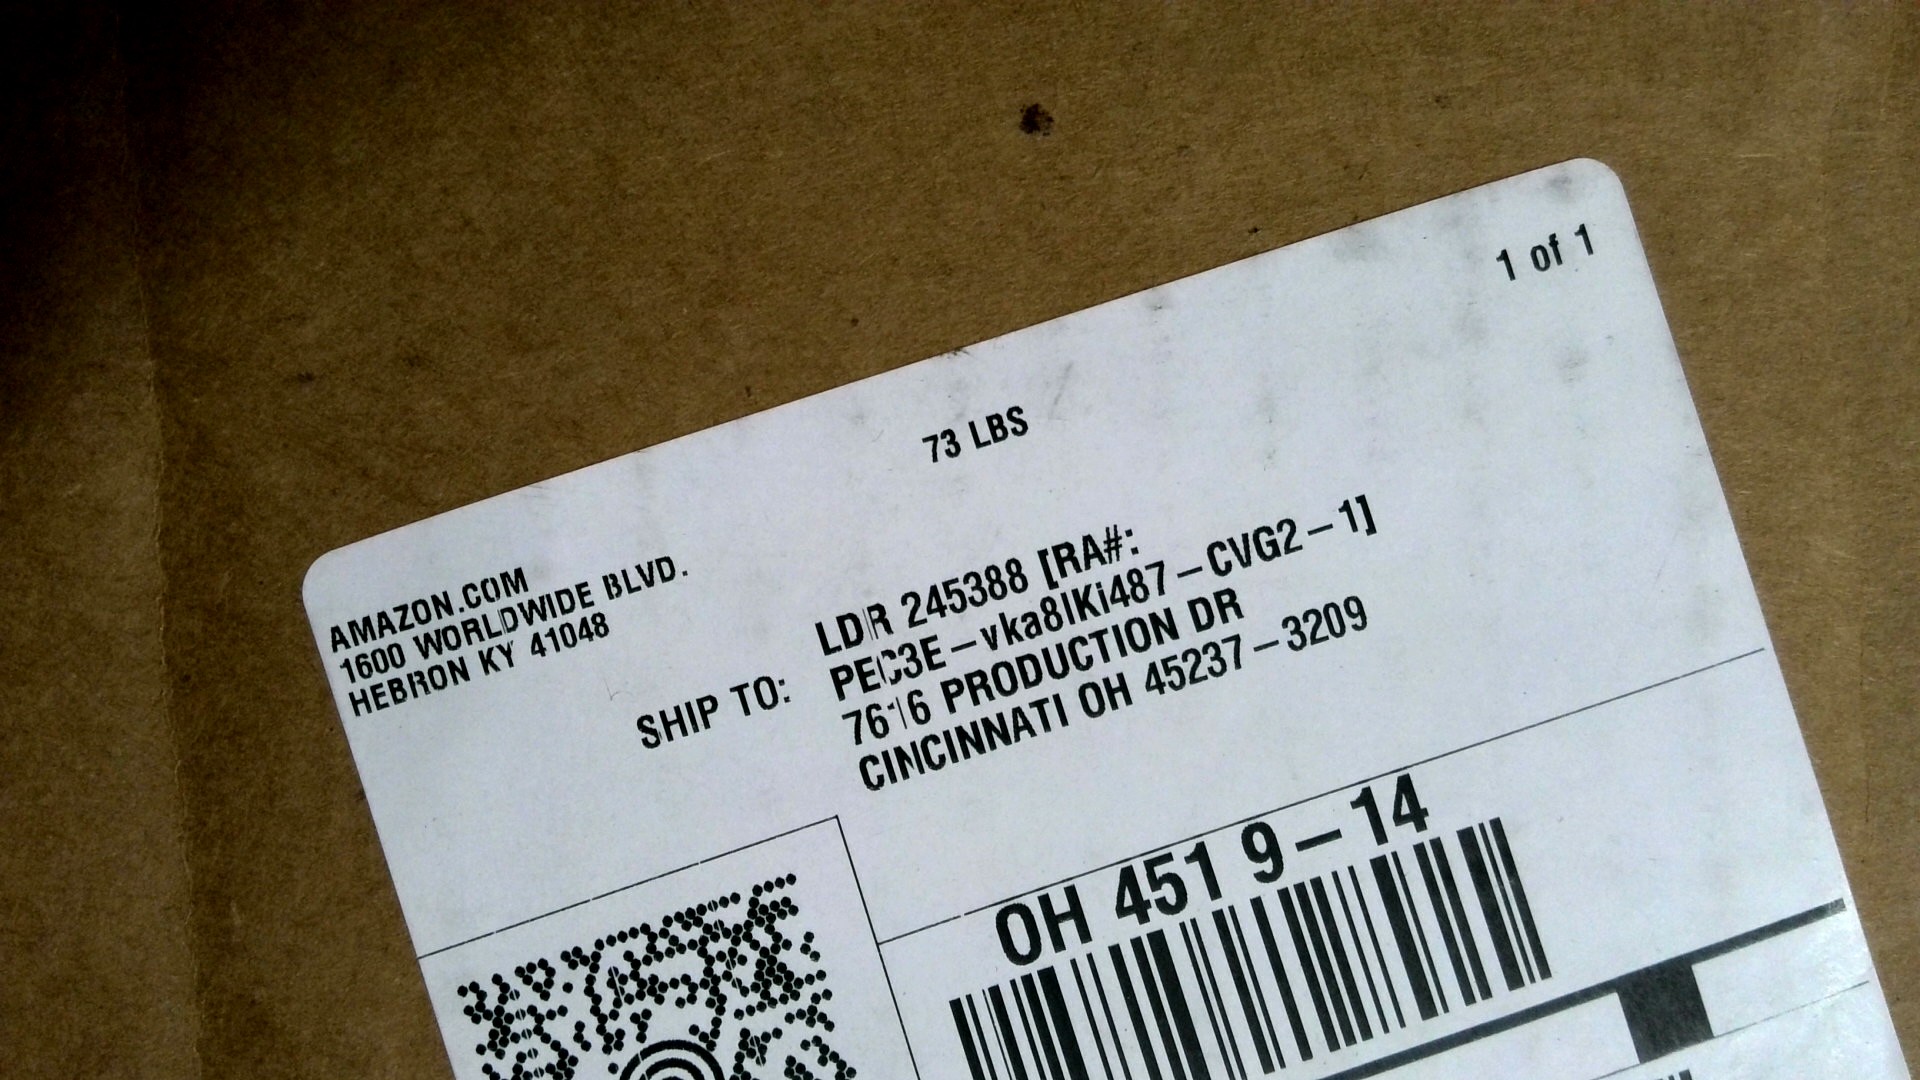 1 of 1
73 LBS
AMAZON.COM
1600 WORLDWIDE BLVD.
HEBRON KY 41048
SHIP TO:
LDR 245388 [RA#:
PEC3E-vka8lKi487-CVG2-1]
7616 PRODUCTION DR
CINCINNATI OH 45237-3209
OH 451 9-14